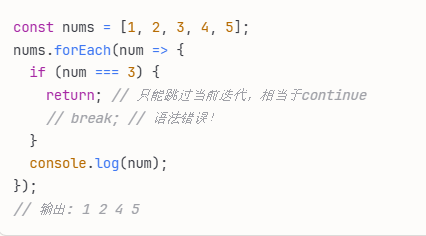 const nums = [1, 2, 3, 4, 5];
nums.forEach(num => {
  if (num === 3) {
    return; // 只能跳过当前迭代，相当于continue
    // break; // 语法错误！
  }
  console.log(num);
});
// 输出: 1 2 4 5